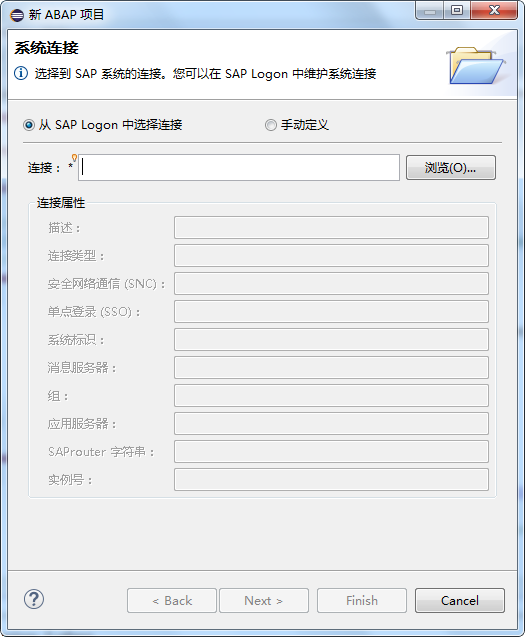 新 ABAP 项目
系统连接
选择到 SAP 系统的连接。您可以在 SAP Logon 中维护系统连接
从 SAP Logon 中选择连接 手动定义
连接： * 浏览(O)...
连接属性
描述：
连接类型：
安全网络通信 (SNC)：
单点登录 (SSO)：
系统标识：
消息服务器：
组：
应用服务器：
SAProuter 字符串：
实例号：
< Back Next > Finish Cancel